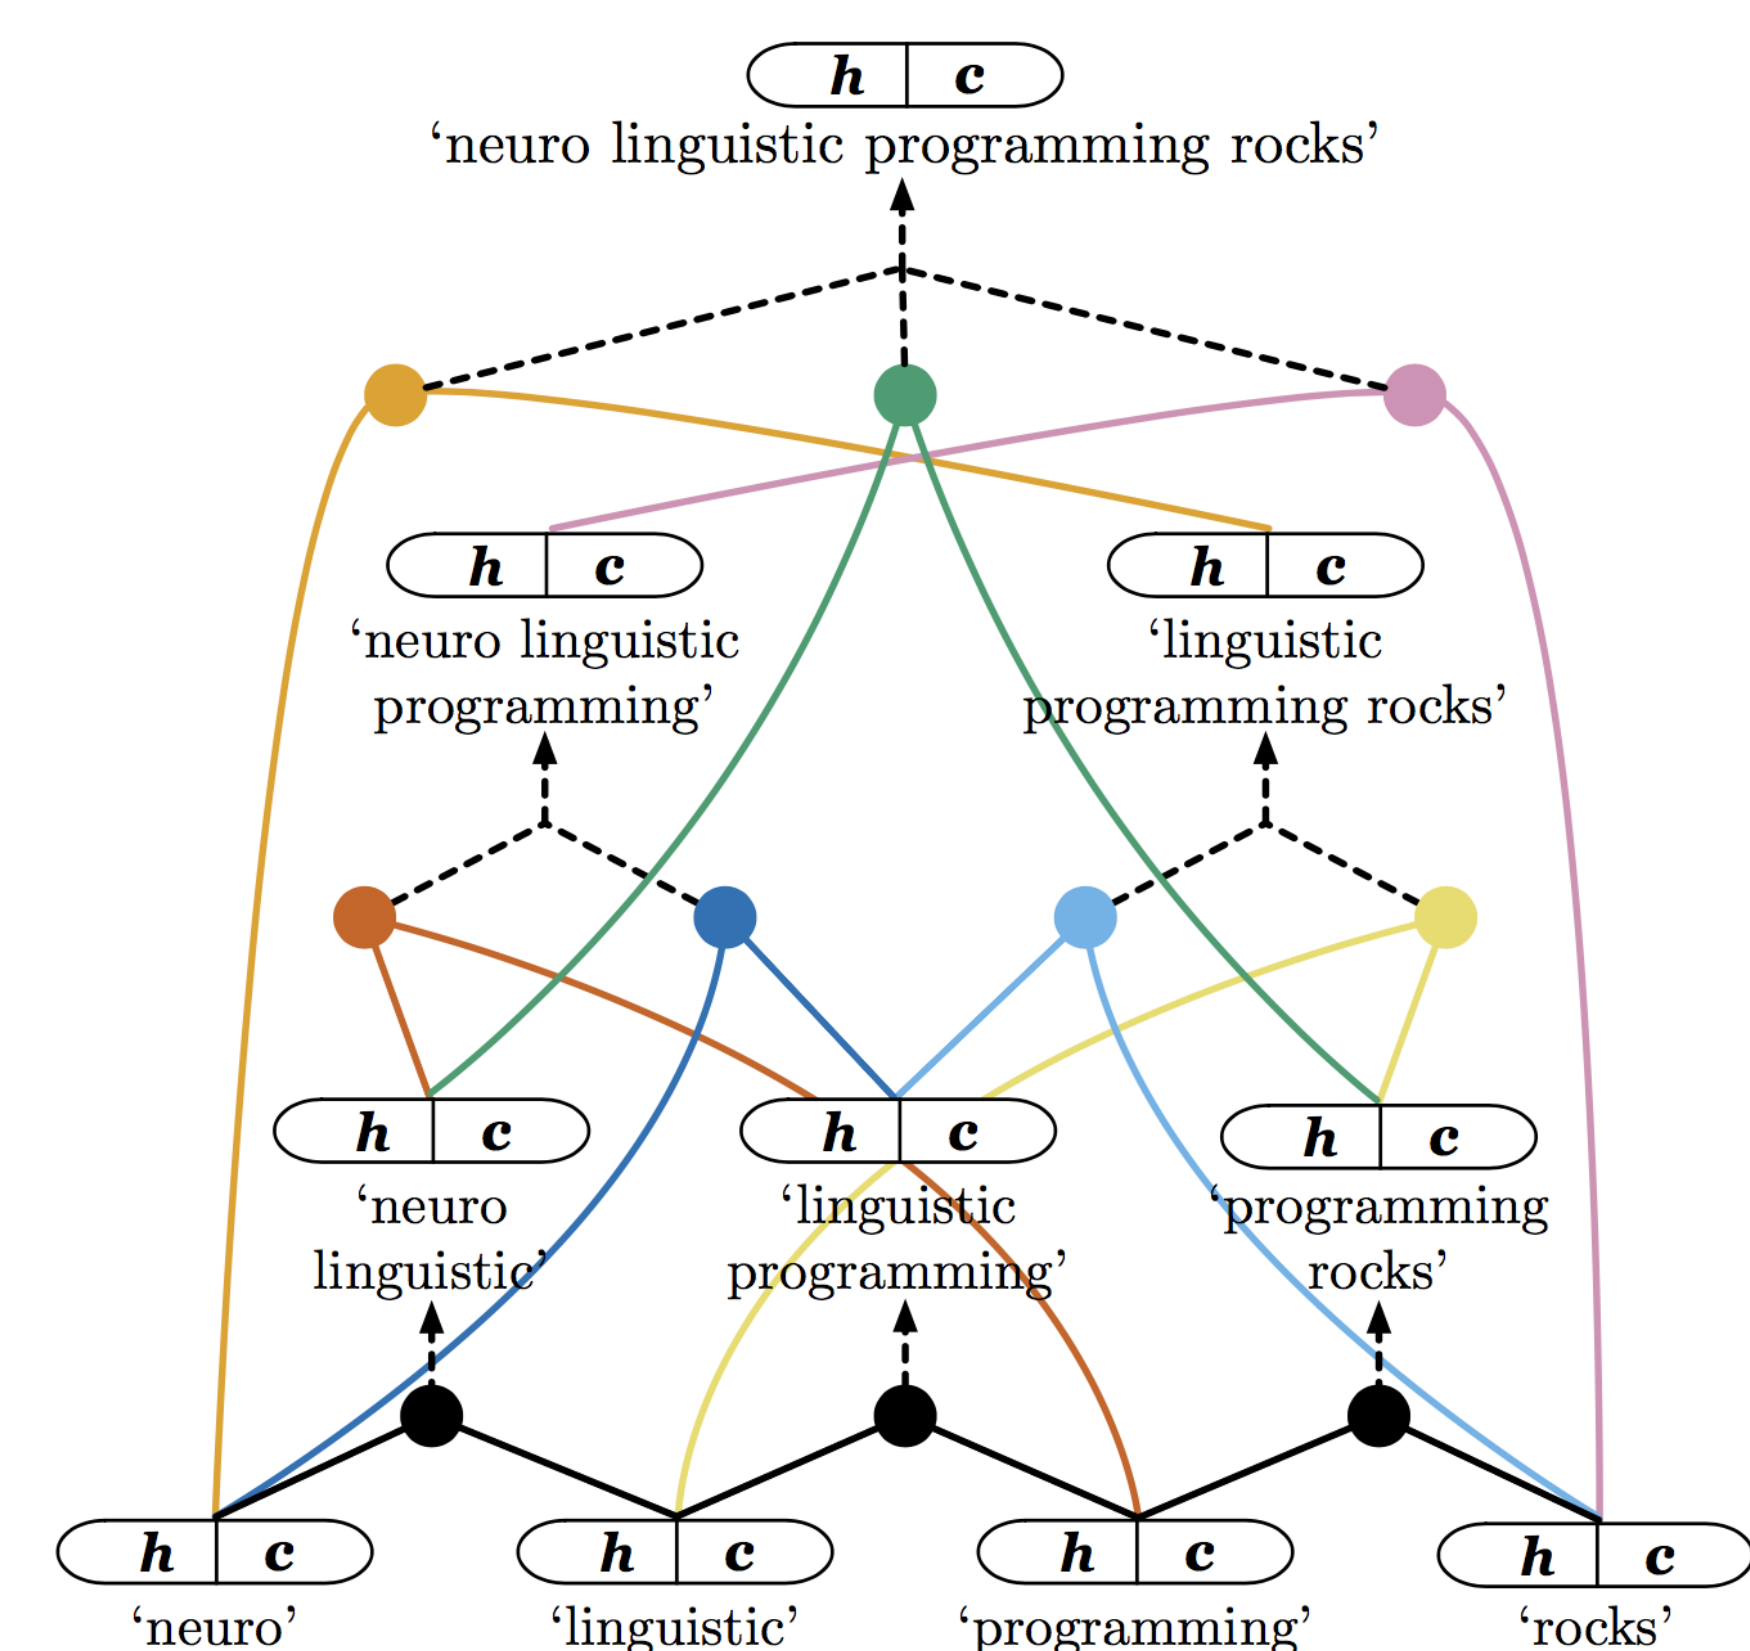 h c
‘neuro linguistic programming rocks’
h c
h c
‘neuro linguistic
programming’
‘linguistic
programming rocks’
h c
h c
h c
‘neuro
linguistic’
‘linguistic
programming’
‘programming
rocks’
h c
h c
h c
h c
‘neuro’
‘linguistic’
‘programming’
‘rocks’